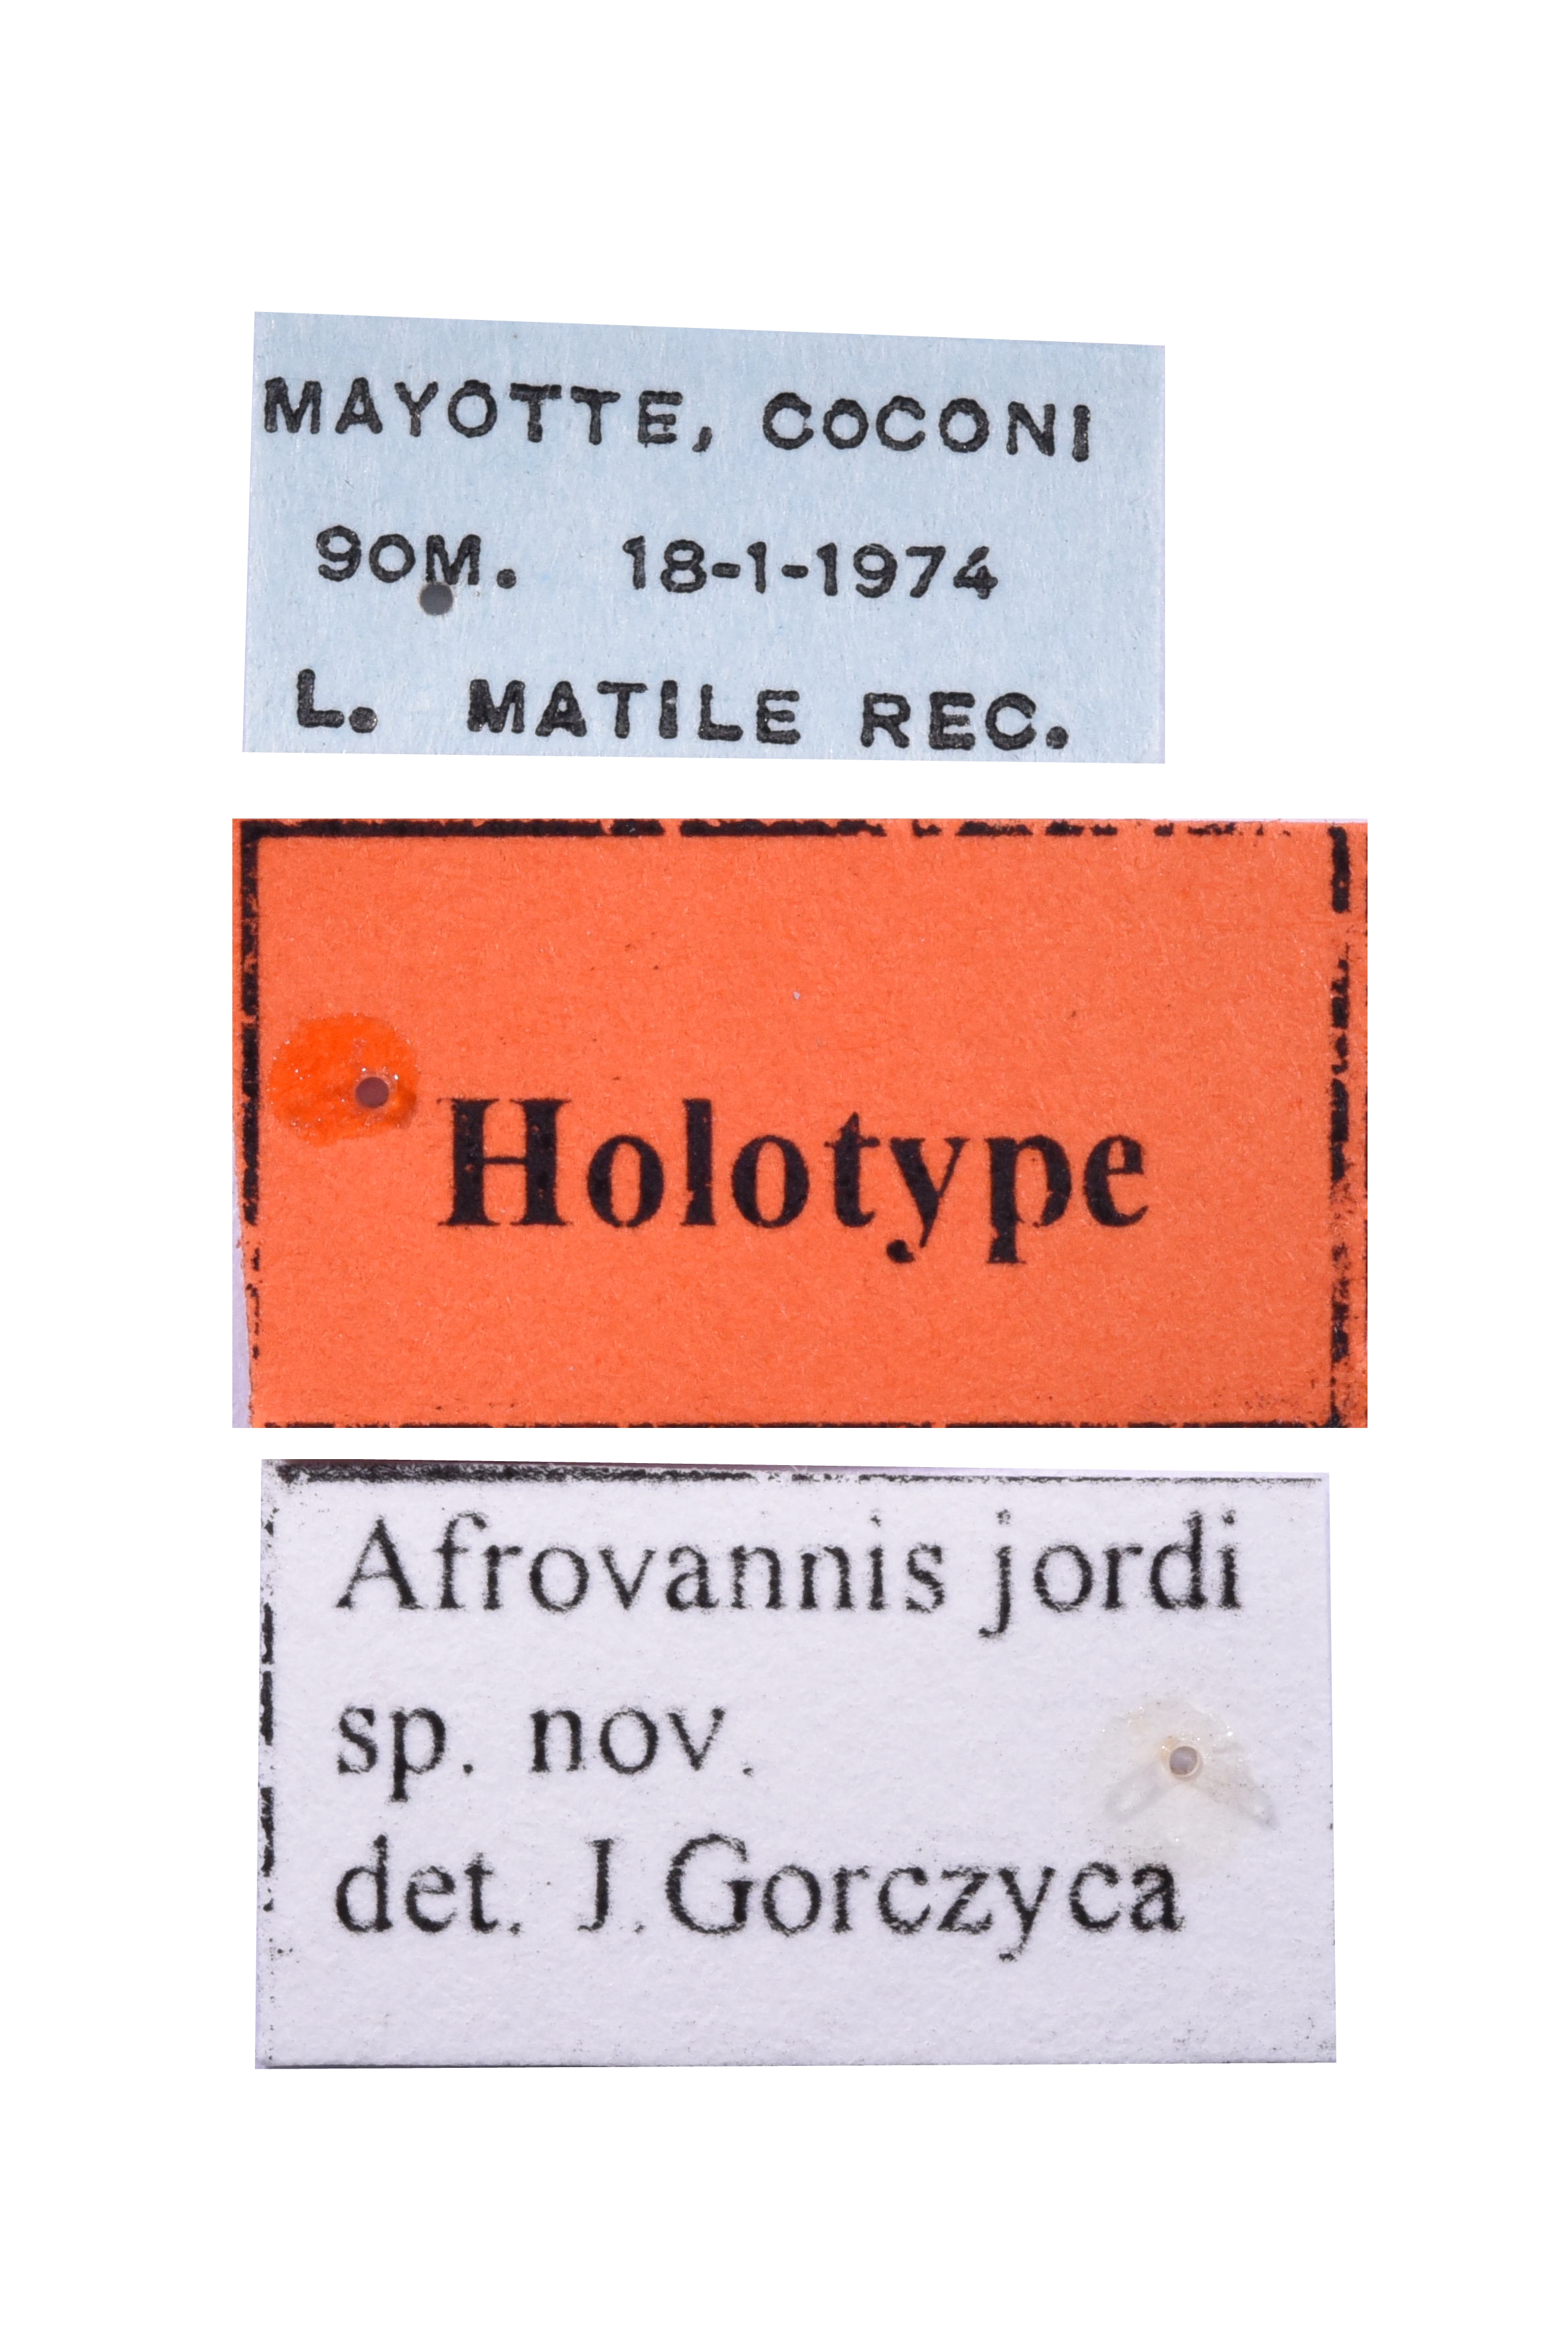 MAYOTTE, COCONI
90M. 18-1-1974
L. MATILE REC.
Holotype
Afrovannis jordi
sp. nov.
det. J. Gorczyca